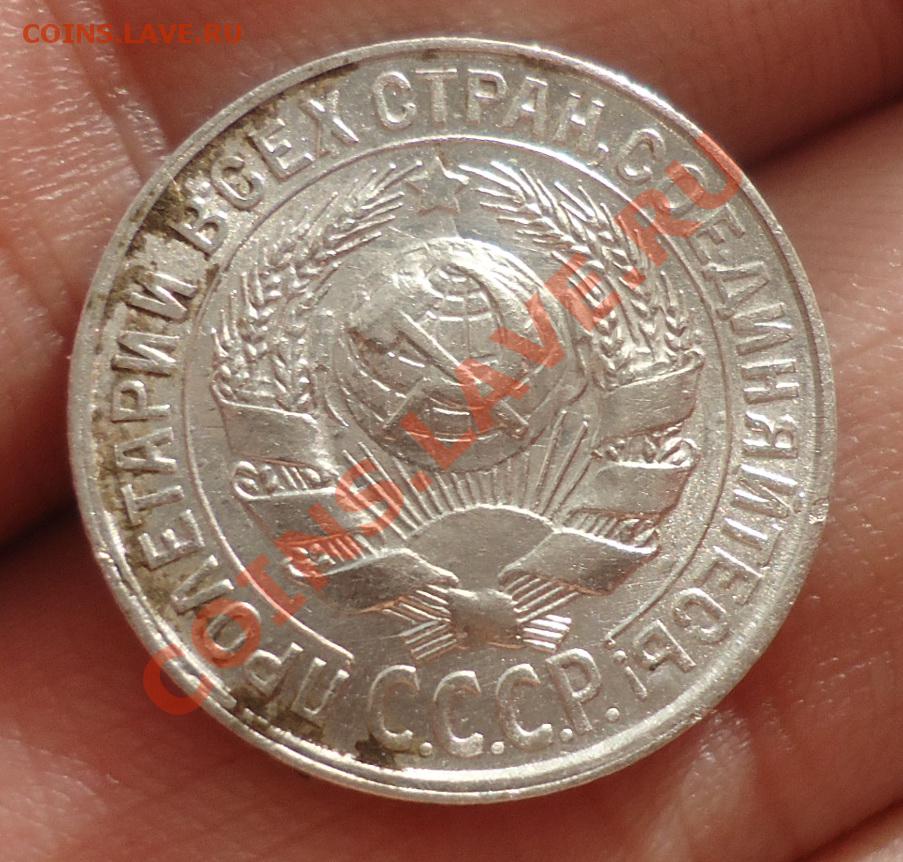 COINS.LAVE.RU
ПРОЛЕТАРИИ ВСЕХ СТРАН, СОЕДИНЯЙТЕСЬ!
С.С.С.Р.
COINS.LAVE.RU